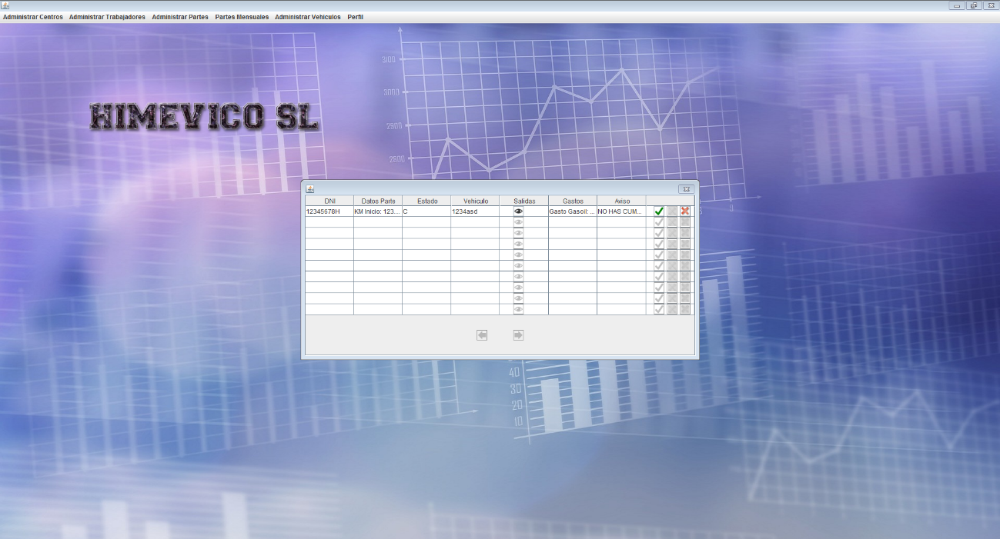 Administrar Centros Administrar Trabajadores Administrar Partes Partes Mensuales Administrar Vehiculos Perfil
3100
3000
HIMEVICO SL
2900
2800
DNI Datos Parte Estado Vehiculo Salidas Gastos Aviso
12345678H KM Inicio: 123.... C 1234asd Gasto Gasoil: ... NO HAS CUM...
8 9
40
30
20
10